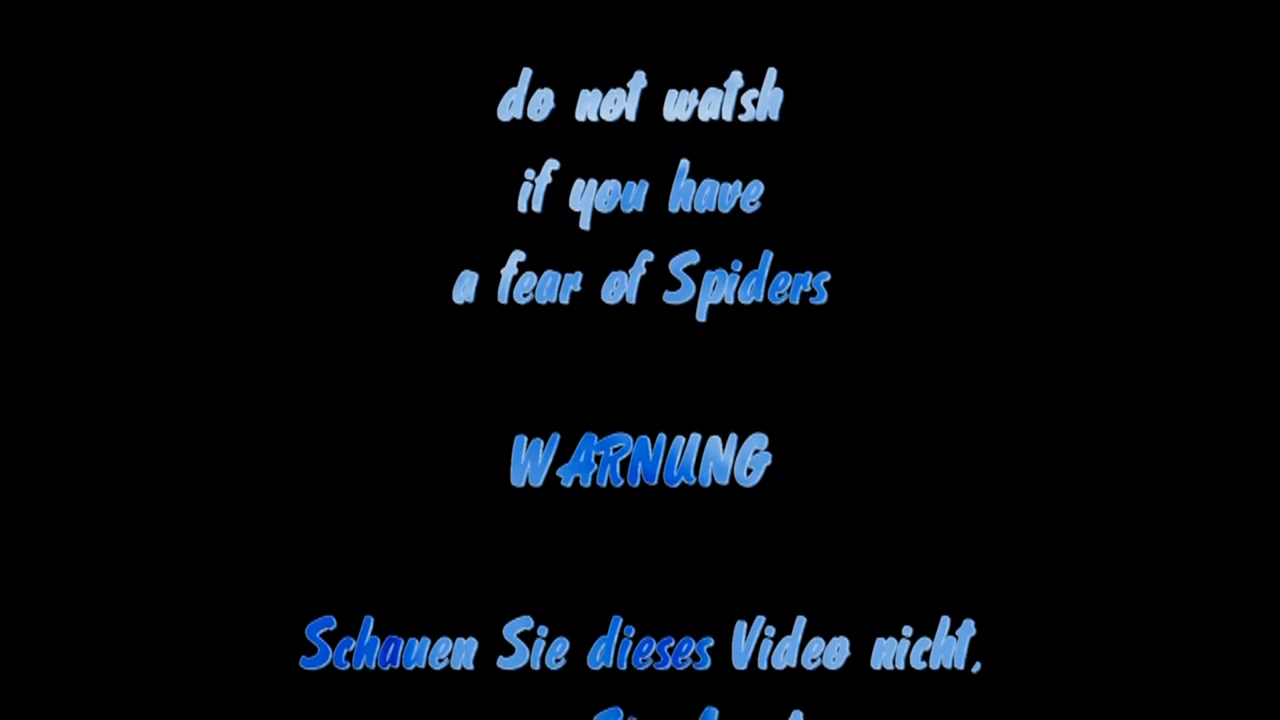 do not watsh
if you have
a fear of Spiders
WARNUNG
Schauen Sie dieses Video nicht,